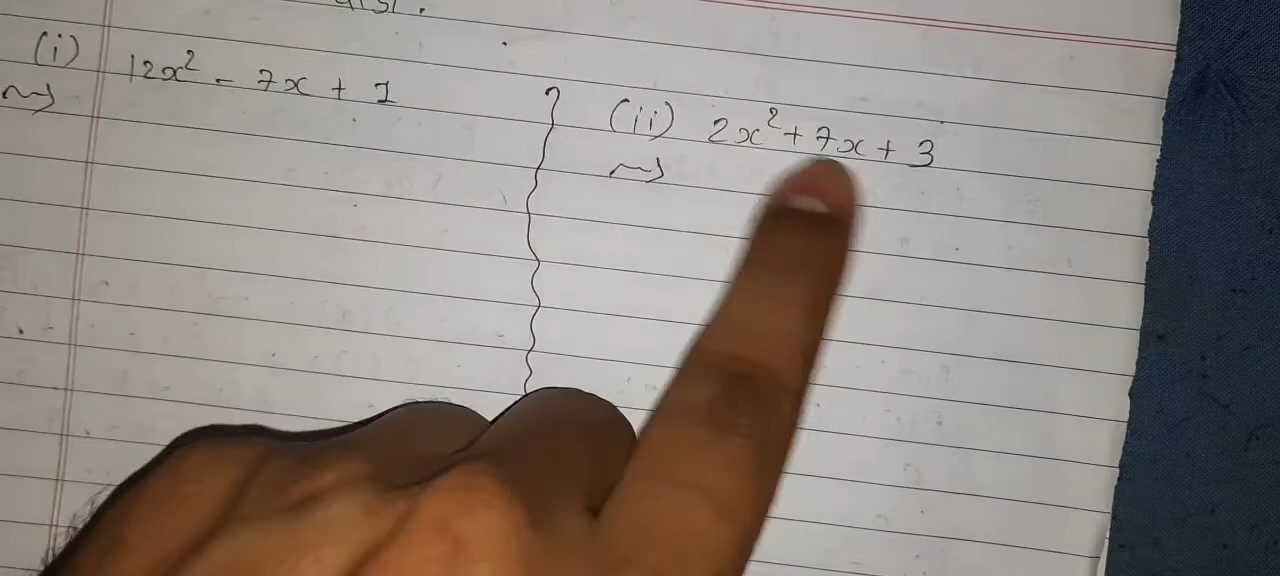 (i) 12x² - 7x + 1
(ii) 2x² + 7x + 3